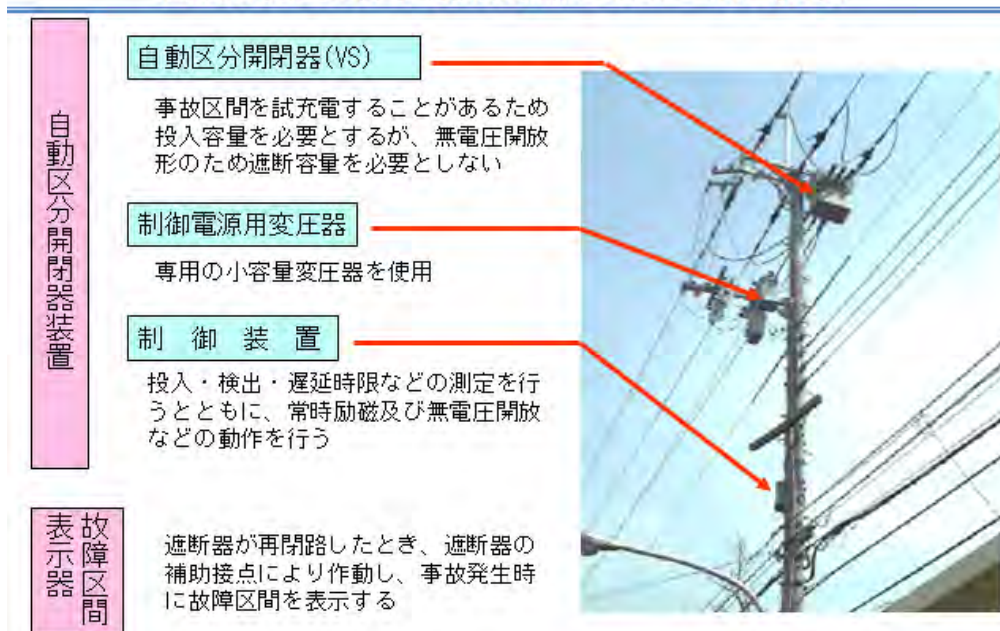 自動区分開閉器装置
自動区分開閉器(VS)
事故区間を試充電することがあるため
投入容量を必要とするが、無電圧開放
形のため遮断容量を必要としない
制御電源用変圧器
専用の小容量変圧器を使用
制御装置
投入・検出・遅延時限などの測定を行
うとともに、常時励磁及び無電圧開放
などの動作を行う
故障区間
表示器
遮断器が再閉路したとき、遮断器の
補助接点により作動し、事故発生時
に故障区間を表示する